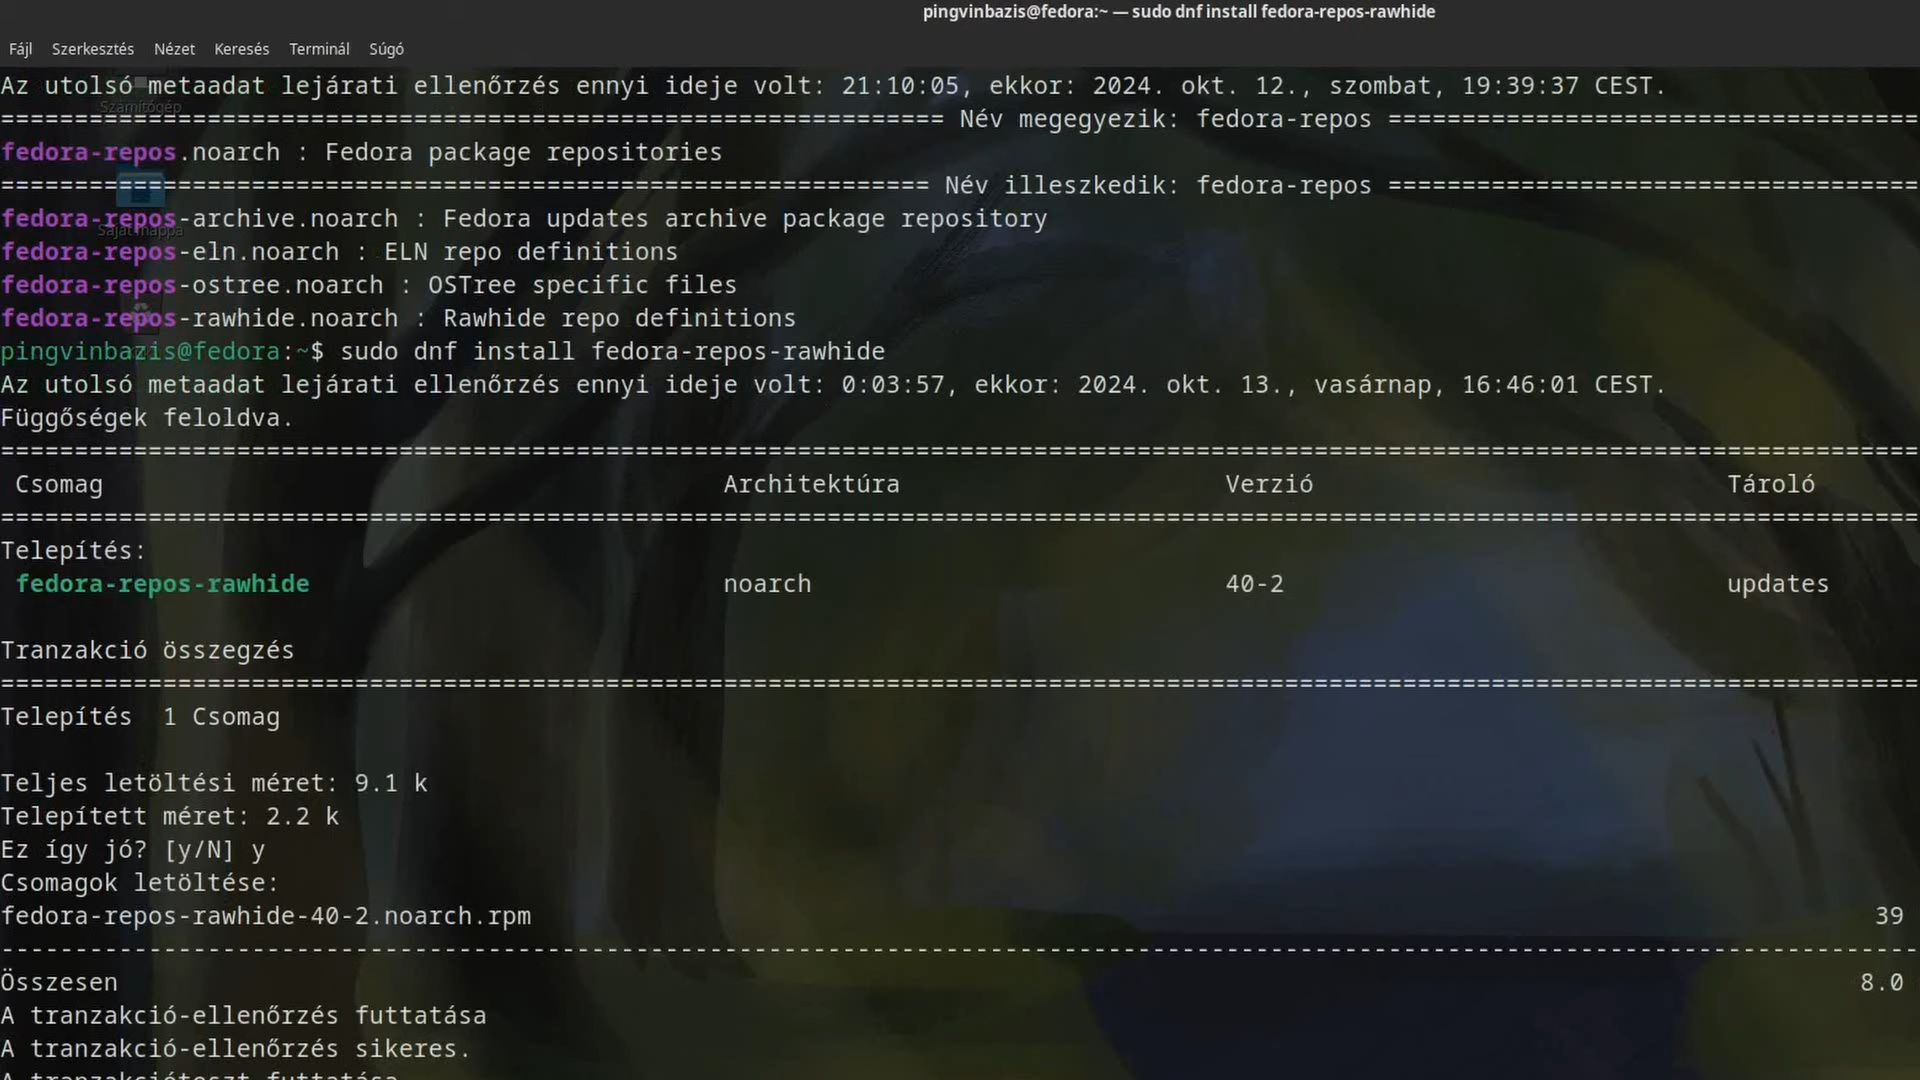 pingvinbazis@fedora:~ — sudo dnf install fedora-repos-rawhide
Fájl Szerkesztés Nézet Keresés Terminál Súgó
Az utolsó metaadat lejárati ellenőrzés ennyi ideje volt: 21:10:05, ekkor: 2024. okt. 12., szombat, 19:39:37 CEST.
Számítógép
================================================================ Név megegyezik: fedora-repos ====================================
fedora-repos.noarch : Fedora package repositories
=============================================================== Név illeszkedik: fedora-repos ====================================
fedora-repos-archive.noarch : Fedora updates archive package repository
Saját mappa
fedora-repos-eln.noarch : ELN repo definitions
fedora-repos-ostree.noarch : OSTree specific files
fedora-repos-rawhide.noarch : Rawhide repo definitions
pingvinbazis@fedora:~$ sudo dnf install fedora-repos-rawhide
Az utolsó metaadat lejárati ellenőrzés ennyi ideje volt: 0:03:57, ekkor: 2024. okt. 13., vasárnap, 16:46:01 CEST.
Függőségek feloldva.
==================================================================================================================================
Csomag Architektúra Verzió Tároló
==================================================================================================================================
Telepítés:
fedora-repos-rawhide noarch 40-2 updates
Tranzakció összegzés
==================================================================================================================================
Telepítés  1 Csomag
Teljes letöltési méret: 9.1 k
Telepített méret: 2.2 k
Ez így jó? [y/N] y
Csomagok letöltése:
fedora-repos-rawhide-40-2.noarch.rpm 39
----------------------------------------------------------------------------------------------------------------------------------
Összesen 8.0
A tranzakció-ellenőrzés futtatása
A tranzakció-ellenőrzés sikeres.
A tranzakcióteszt futtatása